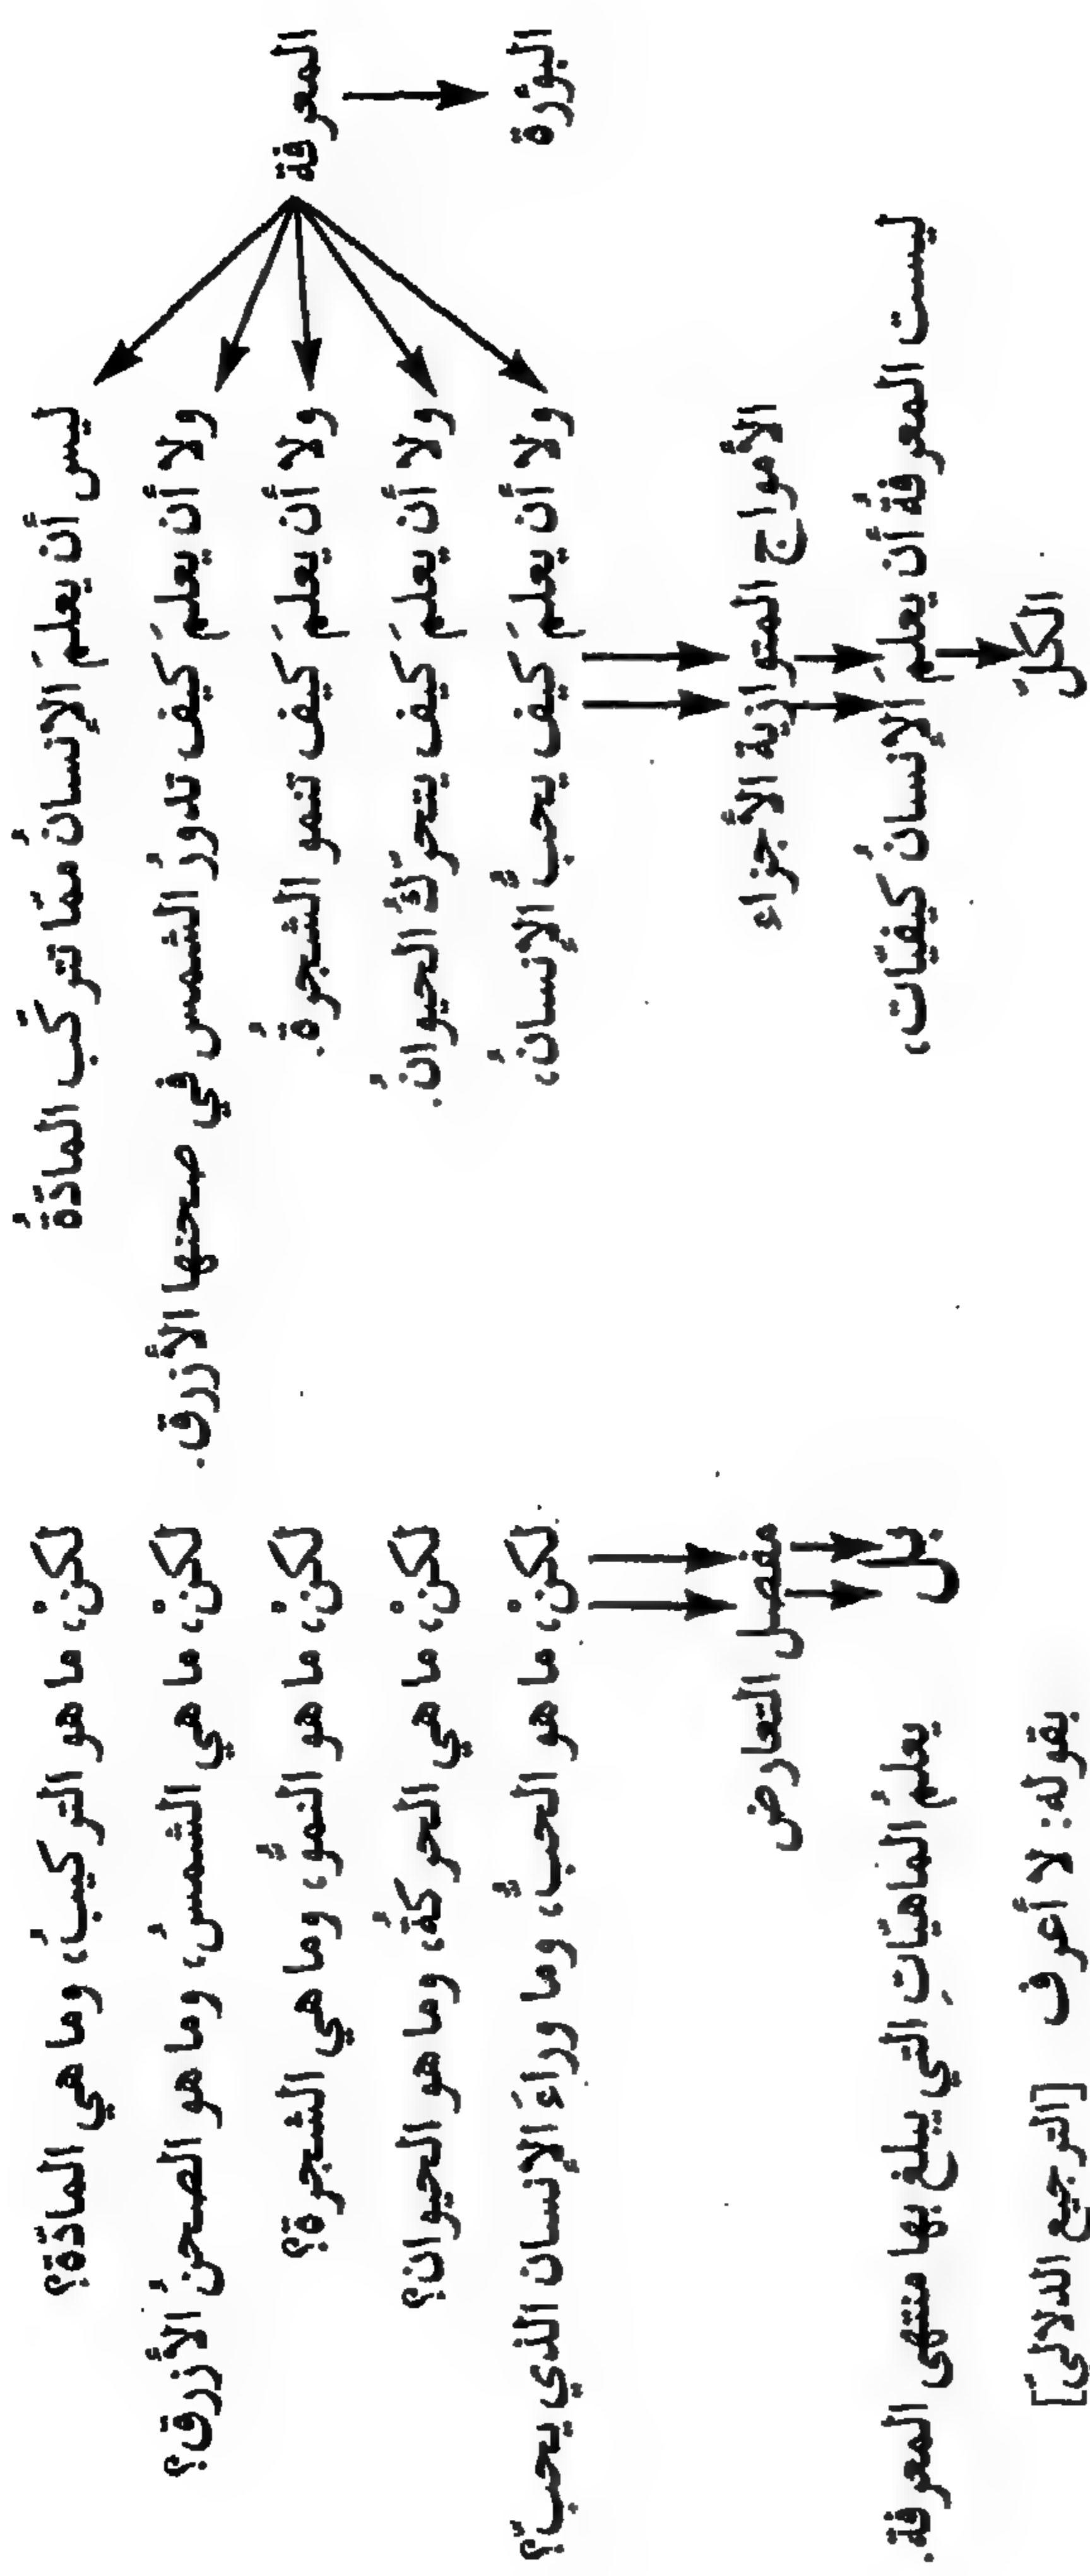 ليس أن يعلمَ الإنسانُ ممّا تتركّب المادّةُ لكنْ، ما هو التركيبُ، وما هي المادّة؟
ولا أن يعلمَ كيف تدورُ الشمس في صحنها الأزرق. لكنْ، ما هي الشمسُ، وما هو الصحنُ الأزرق؟
المعرفة ولا أن يعلمَ كيف تنمو الشجرةُ. لكنْ، ما هو النموُّ، وما هي الشجرة؟
ولا أن يعلمَ كيف يتحرّكُ الحيوانُ. لكنْ، ما هي الحركةُ، وما هو الحيوان؟
البؤرة ولا أن يعلمَ كيف يحبُّ الإنسانُ، لكنْ، ما هو الحبُّ، وما وراءَ الإنسان الذي يحبّ؟
الأمواج المتوازية الأجزاء مفصل التعارض
ليست المعرفةُ أن يعلمَ الإنسانُ كيفيّات، بل يعلمُ الماهيّاتِ التي يبلغ بها منتهى المعرفة.
الكلّ بقوله: لا أعرف [الترجيع الدلاليّ]